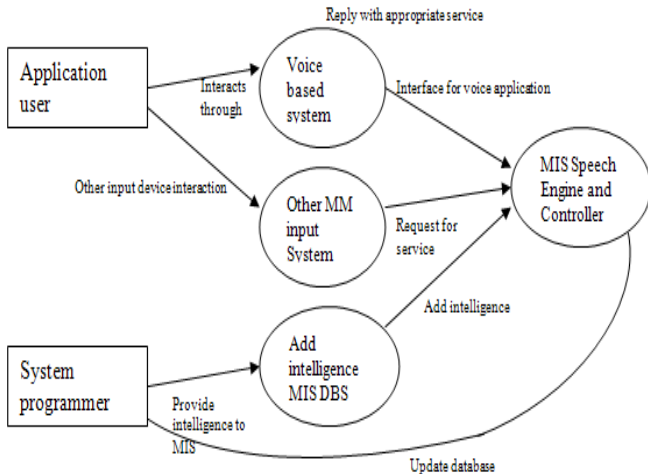 Reply with appropriate service
Application
user
Interacts
through
Voice
based
system
Interface for voice application
Other input device interaction
Other MM
input
System
Request for
service
MIS Speech
Engine and
Controller
Add intelligence
System
programmer
Add
intelligence
MIS DBS
Provide
intelligence to
MIS
Update database